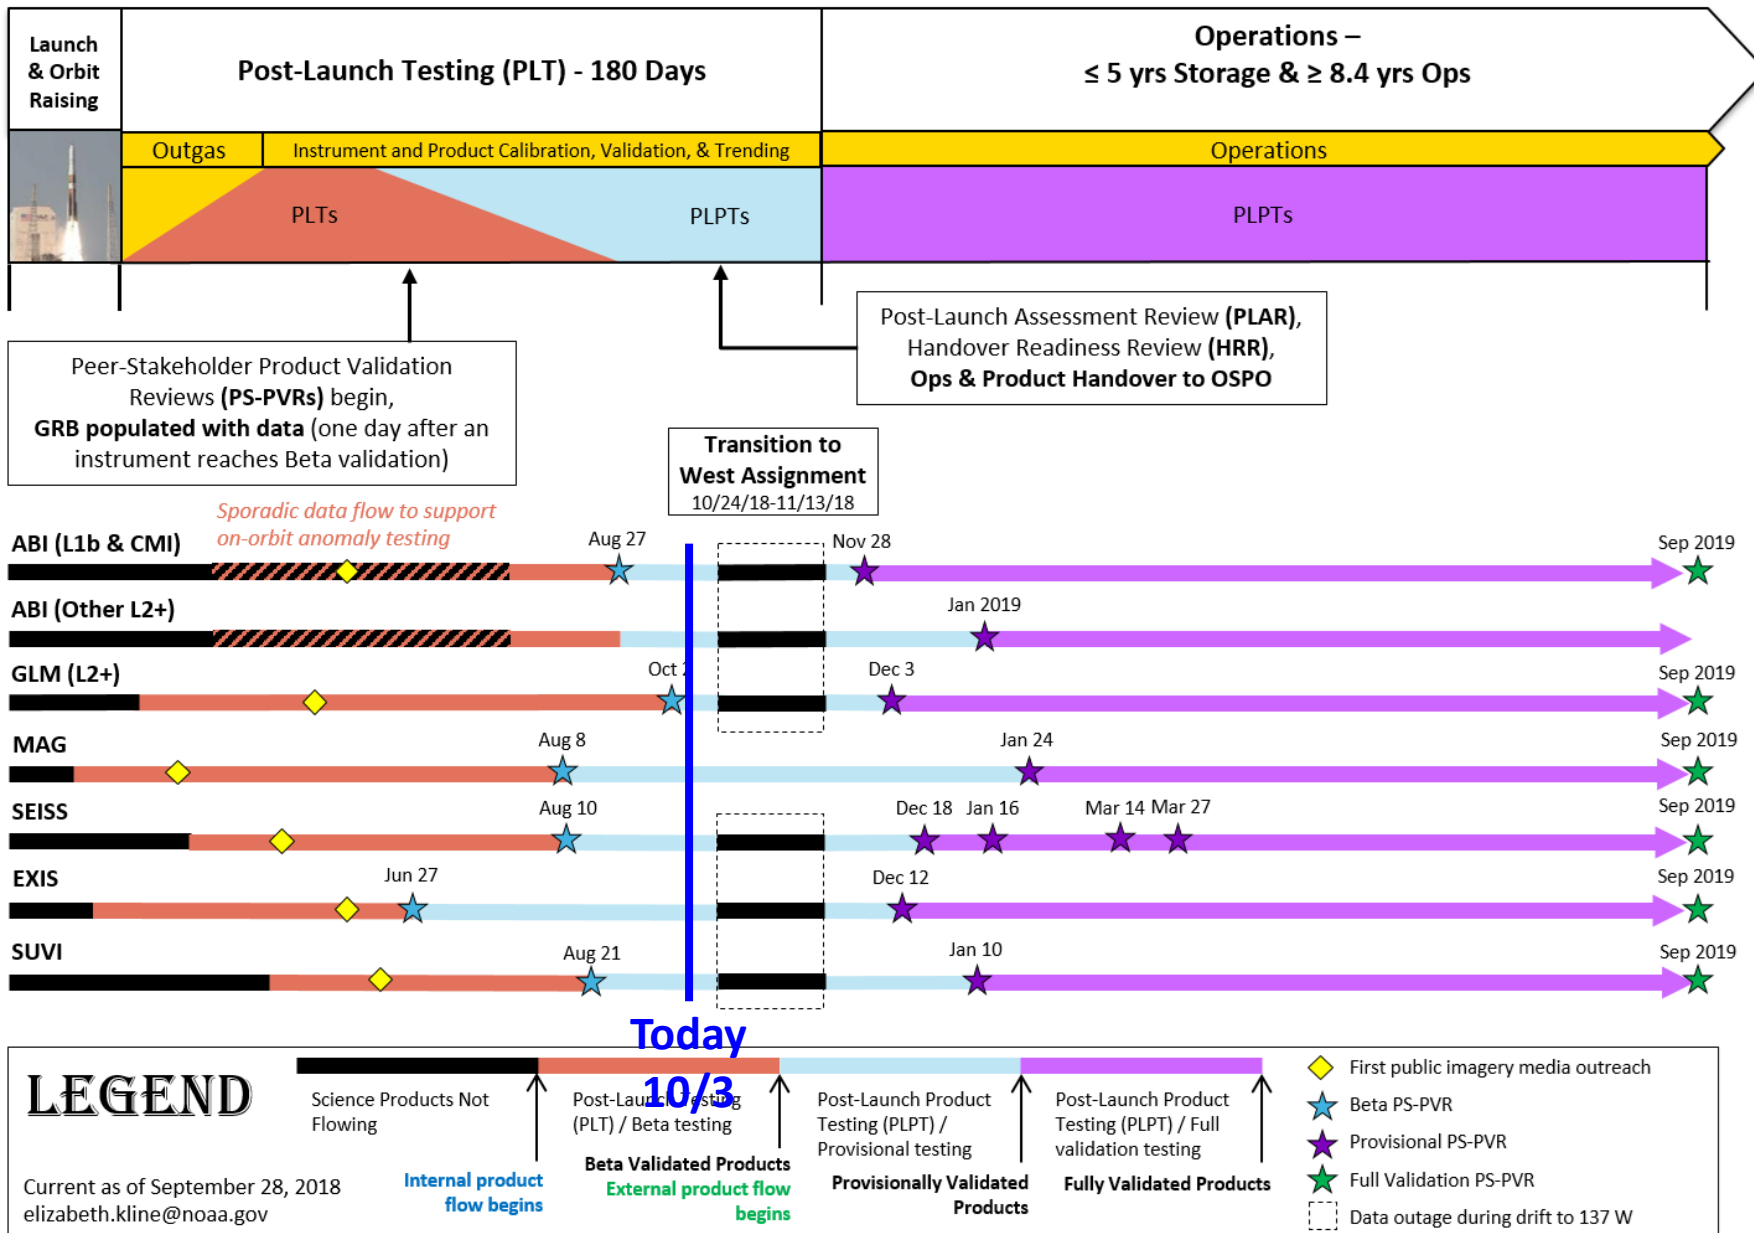 Launch
& Orbit
Raising
Post-Launch Testing (PLT) - 180 Days
Operations –
≤ 5 yrs Storage & ≥ 8.4 yrs Ops
Outgas
Instrument and Product Calibration, Validation, & Trending
Operations
PLTs
PLPTs
PLPTs
Peer-Stakeholder Product Validation
Reviews (PS-PVRs) begin,
GRB populated with data (one day after an
instrument reaches Beta validation)
Post-Launch Assessment Review (PLAR),
Handover Readiness Review (HRR),
Ops & Product Handover to OSPO
Transition to
West Assignment
10/24/18-11/13/18
Sporadic data flow to support
on-orbit anomaly testing
ABI (L1b & CMI)
Aug 27
Nov 28
Sep 2019
ABI (Other L2+)
Jan 2019
GLM (L2+)
Oct
Dec 3
Sep 2019
MAG
Aug 8
Jan 24
Sep 2019
SEISS
Aug 10
Dec 18
Jan 16
Mar 14
Mar 27
Sep 2019
EXIS
Jun 27
Dec 12
Sep 2019
SUVI
Aug 21
Jan 10
Sep 2019
Today
10/3
LEGEND
Current as of September 28, 2018
elizabeth.kline@noaa.gov
Science Products Not
Flowing
Internal product
flow begins
Post-Launch Testing
(PLT) / Beta testing
Beta Validated Products
External product flow
begins
Post-Launch Product
Testing (PLPT) /
Provisional testing
Provisionally Validated
Products
Post-Launch Product
Testing (PLPT) / Full
validation testing
Fully Validated Products
First public imagery media outreach
Beta PS-PVR
Provisional PS-PVR
Full Validation PS-PVR
Data outage during drift to 137 W